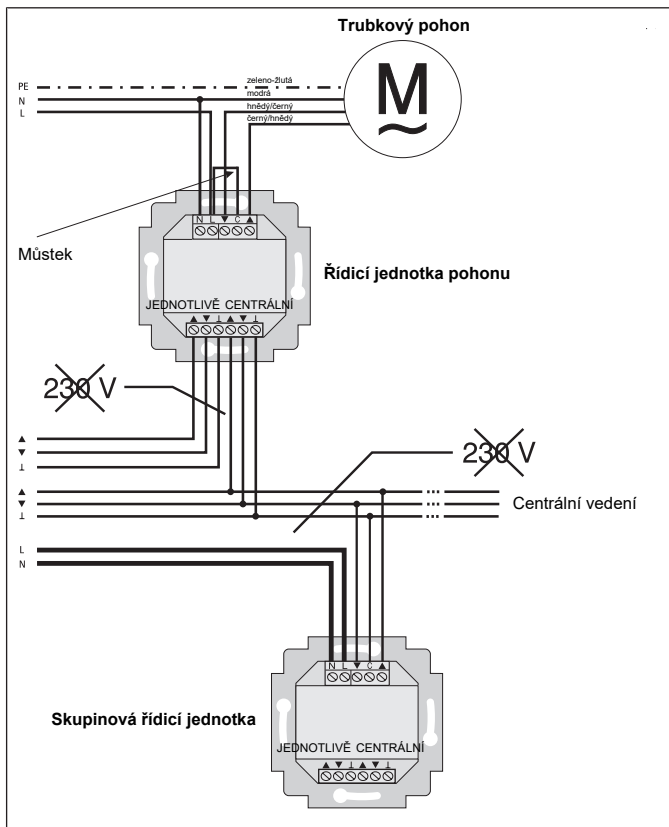 Trubkový pohon
PE
zeleno-žlutá
N
modrá
L
hnědý/černý
černý/hnědý
M
~
N L ▼ C ▲
Můstek
Řídicí jednotka pohonu
JEDNOTLIVĚ CENTRÁLNÍ
▲ ▼ ⊥ ▲ ▼ ⊥
230 V
▲
▼
⊥
230 V
▲
▼
⊥
Centrální vedení
L
N
N L ▼ C ▲
Skupinová řídicí jednotka
JEDNOTLIVĚ CENTRÁLNÍ
▲ ▼ ⊥ ▲ ▼ ⊥